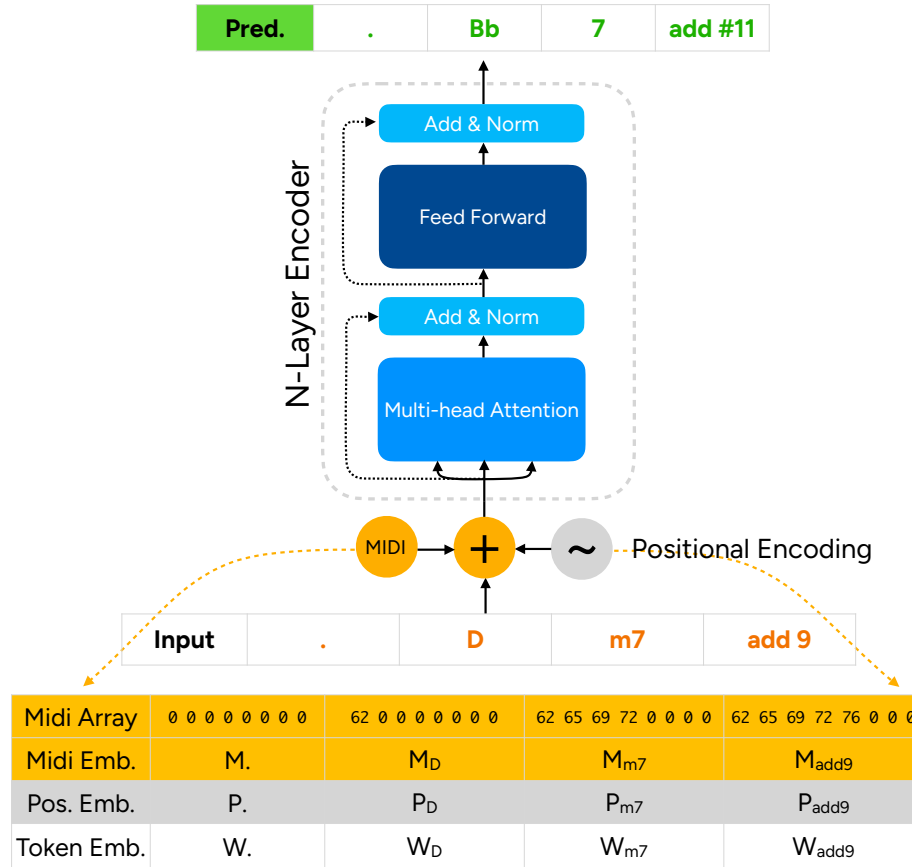 Pred. . Bb 7 add #11
Add & Norm
Feed Forward
Add & Norm
Multi-head Attention
N-Layer Encoder
MIDI + ~ Positional Encoding
Input . D m7 add 9
Midi Array 0 0 0 0 0 0 0 0 62 0 0 0 0 0 0 0 62 65 69 72 0 0 0 0 62 65 69 72 76 0 0 0
Midi Emb. M. MD Mm7 Madd9
Pos. Emb. P. PD Pm7 Padd9
Token Emb. W. WD Wm7 Wadd9